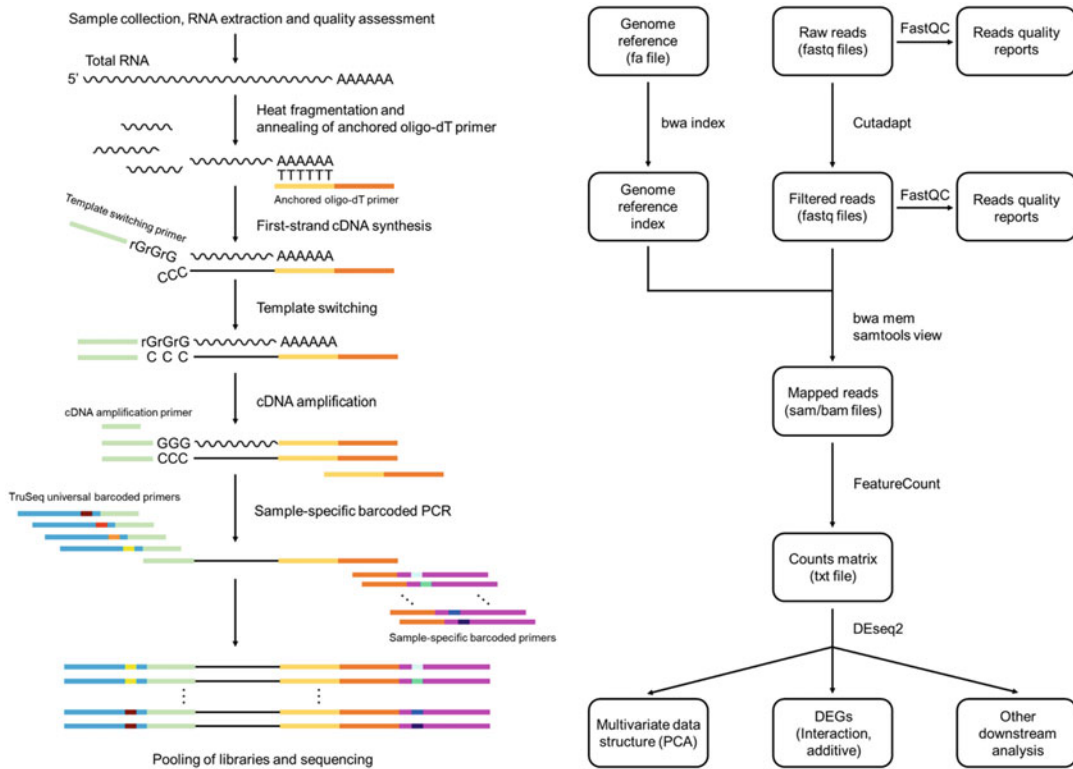 Sample collection, RNA extraction and quality assessment
Total RNA
5'
AAAAAA
Heat fragmentation and
annealing of anchored oligo-dT primer
AAAAAA
TTTTTT
Anchored oligo-dT primer
Template switching primer
First-strand cDNA synthesis
rGrGrG
AAAAAA
CCC
Template switching
rGrGrG
AAAAAA
C C C
cDNA amplification
cDNA amplification primer
GGG
CCC
TruSeq universal barcoded primers
Sample-specific barcoded PCR
Sample-specific barcoded primers
Pooling of libraries and sequencing
Genome
reference
(fa file)
Raw reads
(fastq files)
FastQC
Reads quality
reports
bwa index
Cutadapt
Genome
reference
index
Filtered reads
(fastq files)
FastQC
Reads quality
reports
bwa mem
samtools view
Mapped reads
(sam/bam files)
FeatureCount
Counts matrix
(txt file)
DEseq2
Multivariate data
structure (PCA)
DEGs
(Interaction,
additive)
Other
downstream
analysis